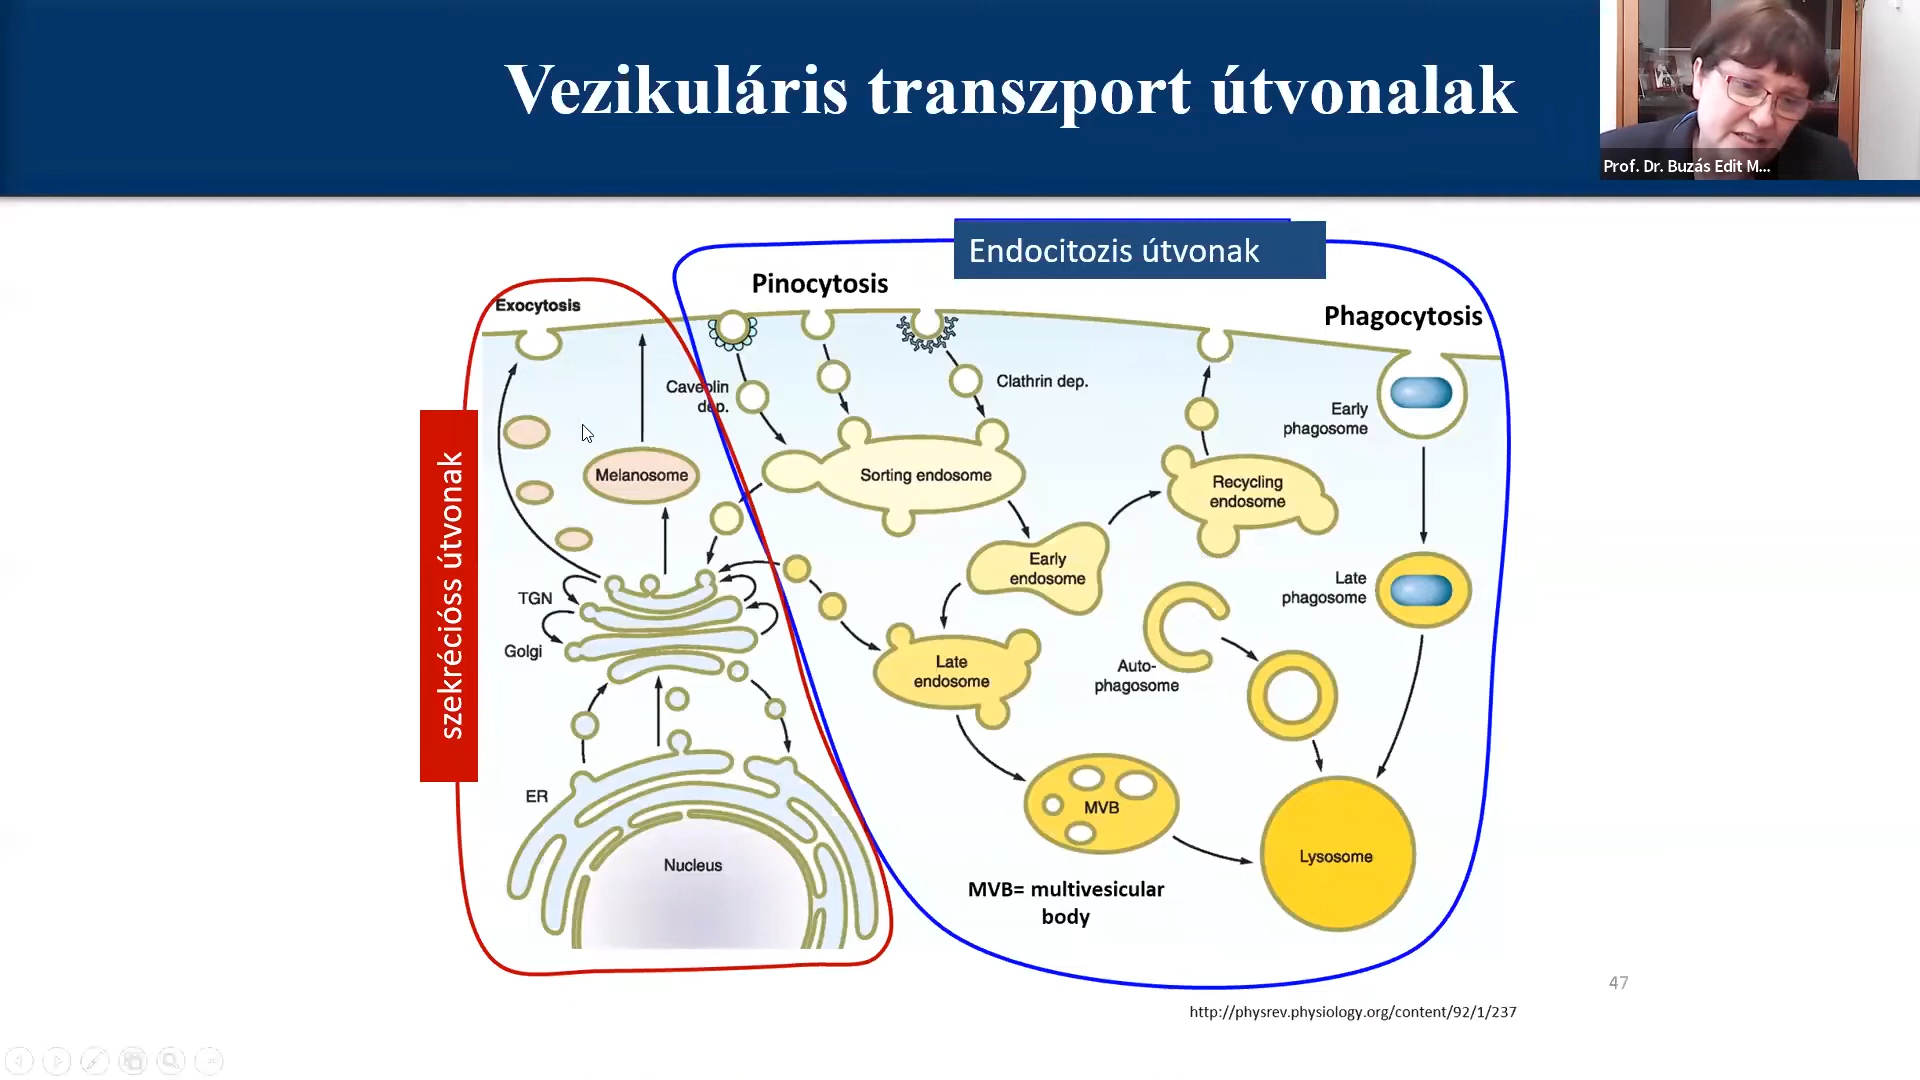 Vezikuláris transzport útvonalak
Prof. Dr. Buzás Edit M...
Endocitozis útvonak
Pinocytosis
Exocytosis
Phagocytosis
Caveolin
dep.
Clathrin dep.
Early
phagosome
szekrécióss útvonak
Melanosome
Sorting endosome
Recycling
endosome
Early
endosome
Late
phagosome
TGN
Golgi
Late
endosome
Auto-
phagosome
ER
MVB
Nucleus
Lysosome
MVB= multivesicular
body
47
http://physrev.physiology.org/content/92/1/237